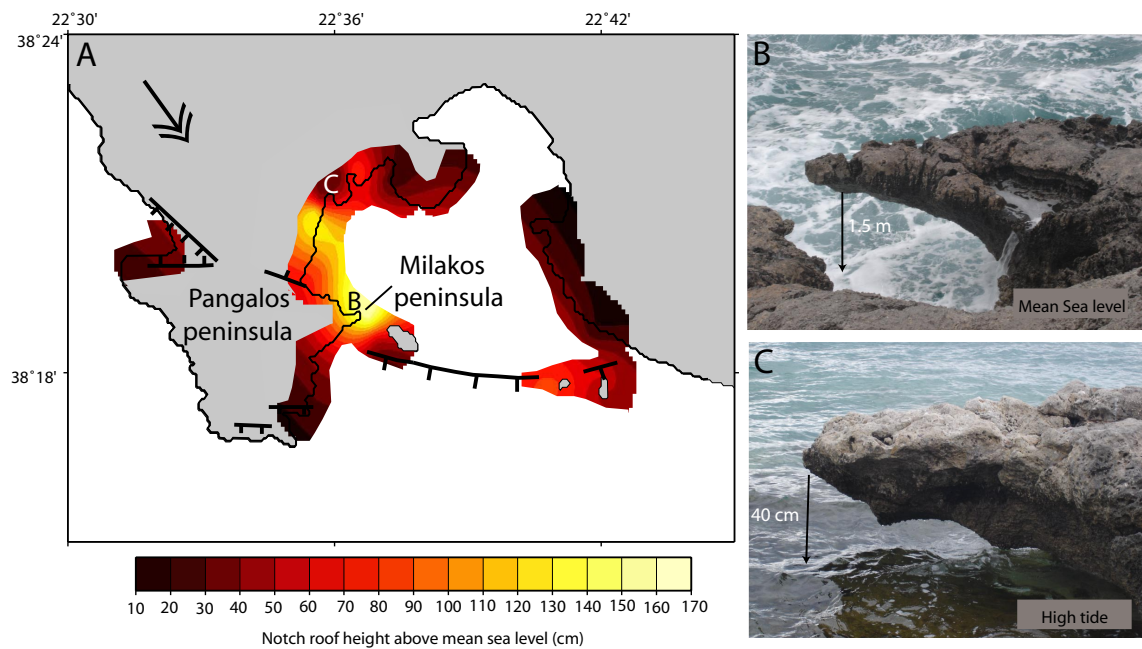 22˚30' 22˚36' 22˚42'
38˚24'
A
C
B
Milakos
peninsula
Pangalos
peninsula
38˚18'
10 20 30 40 50 60 70 80 90 100 110 120 130 140 150 160 170
Notch roof height above mean sea level (cm)
B
1.5 m
Mean Sea level
C
40 cm
High tide